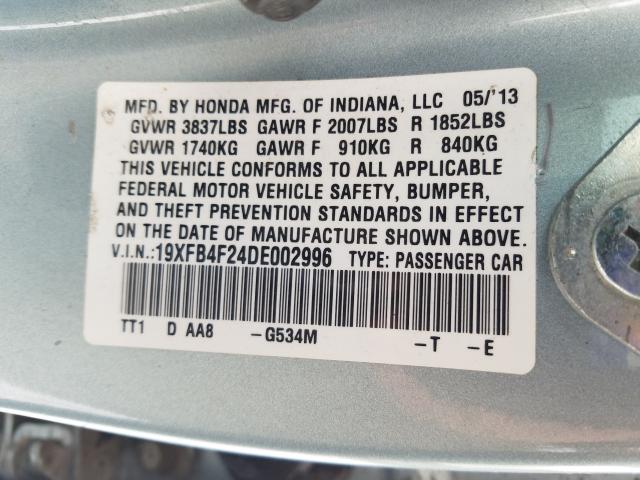 MFD. BY HONDA MFG. OF INDIANA, LLC 05/'13
GVWR 3837LBS GAWR F 2007LBS R 1852LBS
GVWR 1740KG GAWR F 910KG R 840KG
THIS VEHICLE CONFORMS TO ALL APPLICABLE
FEDERAL MOTOR VEHICLE SAFETY, BUMPER,
AND THEFT PREVENTION STANDARDS IN EFFECT
ON THE DATE OF MANUFACTURE SHOWN ABOVE.
V.I.N.:19XFB4F24DE002996 TYPE: PASSENGER CAR
TT1 D AA8 -G534M -T -E